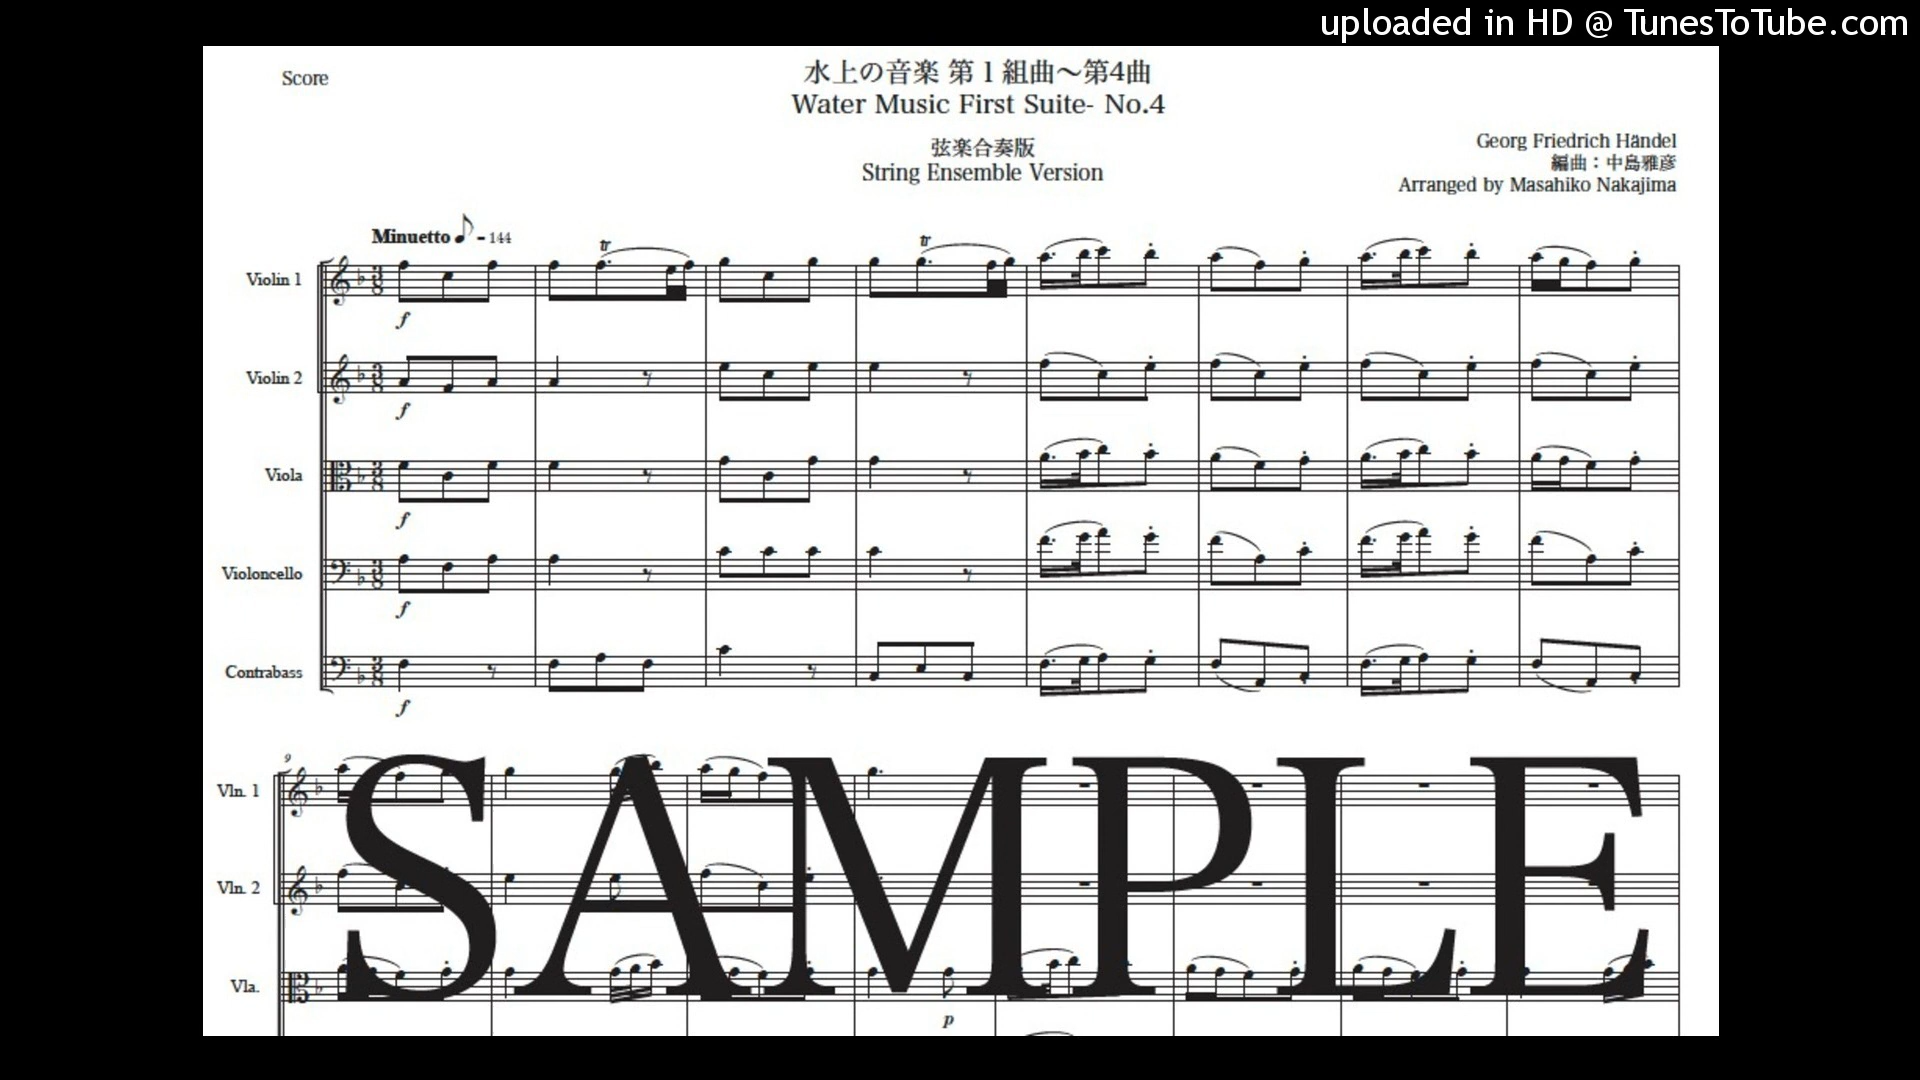 uploaded in HD @ TunesToTube.com
Score
水上の音楽 第1組曲～第4曲
Water Music First Suite- No.4
弦楽合奏版
String Ensemble Version
Georg Friedrich Händel
編曲：中島雅彦
Arranged by Masahiko Nakajima
Minuetto ♪ = 144
tr tr
Violin 1
f
Violin 2
f
Viola
f
Violoncello
f
Contrabass
f
9
Vln. 1
Vln. 2
Vla.
p
SAMPLE